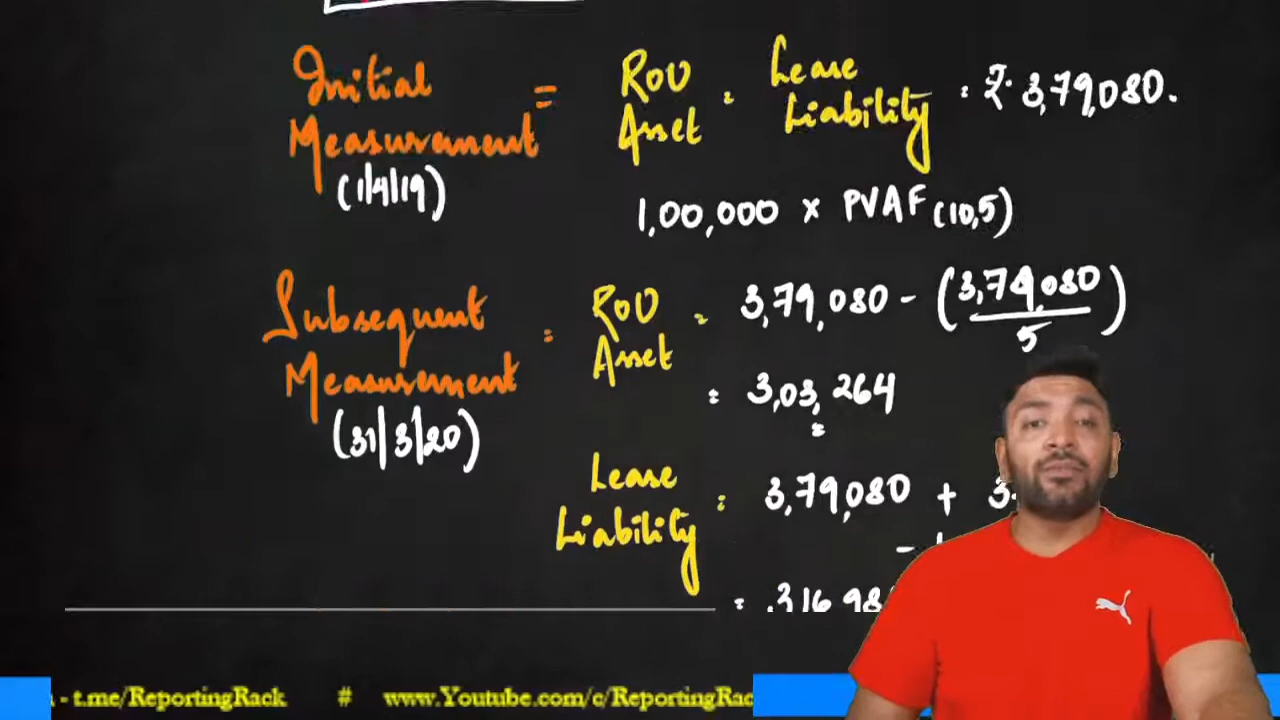 Initial
Measurement
(1/4/19)
=
ROU
Asset
=
Lease
Liability
= ₹. 3,79,080.
1,00,000 x PVAF (10,5)
Subsequent
Measurement
(31/3/20)
=
ROU
Asset
= 3,79,080 - (3,79,080
5)
= 3,03,264
=
Lease
Liability
= 3,79,080 +
-
= 316,98
- t.me/ReportingRack # www.Youtube.com/c/ReportingRac